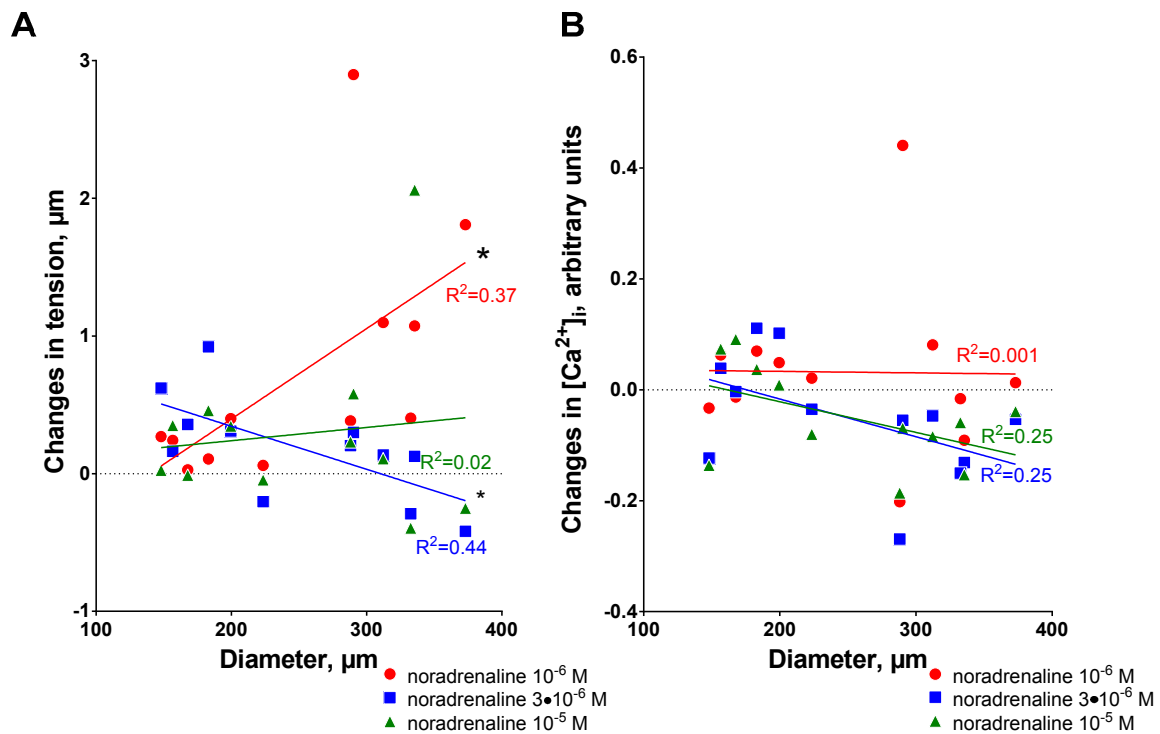 A
Changes in tension, µm
3
2
1
0
-1
100
200
300
400
Diameter, µm
*
R²=0.37
R²=0.02
*
R²=0.44
noradrenaline 10⁻⁶ M
noradrenaline 3•10⁻⁶ M
noradrenaline 10⁻⁵ M
B
Changes in [Ca²⁺]ᵢ, arbitrary units
0.6
0.4
0.2
0.0
-0.2
-0.4
100
200
300
400
Diameter, µm
R²=0.001
R²=0.25
R²=0.25
noradrenaline 10⁻⁶ M
noradrenaline 3•10⁻⁶ M
noradrenaline 10⁻⁵ M